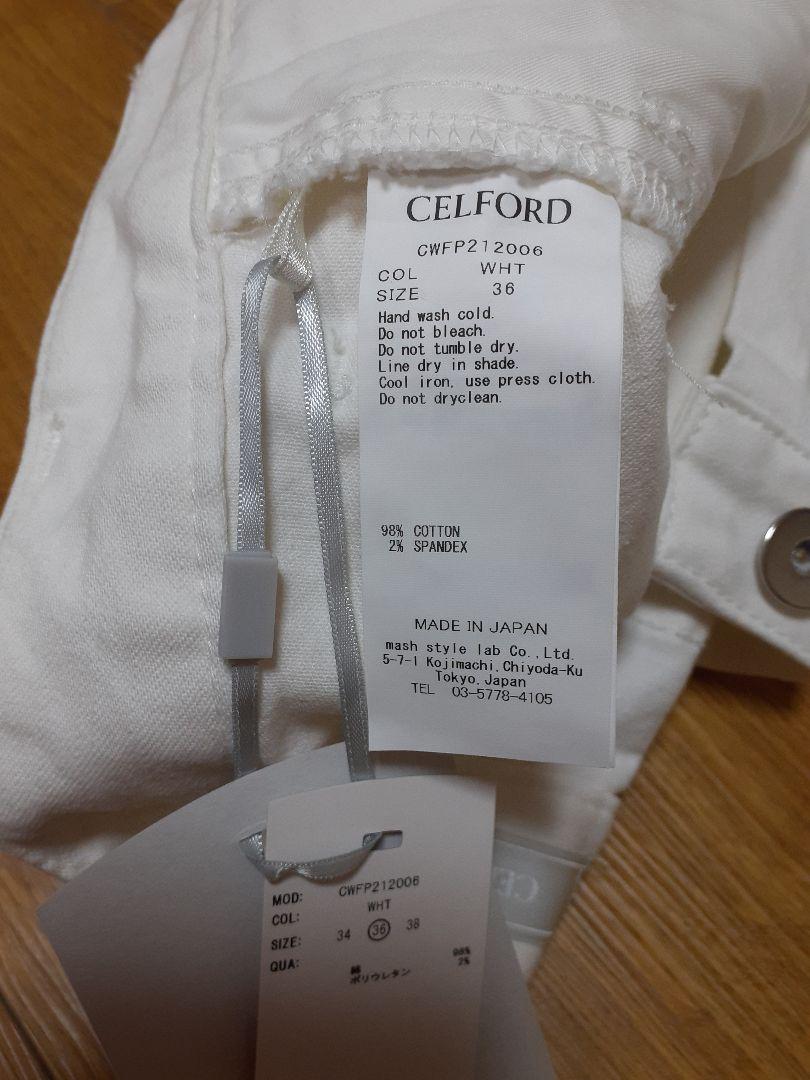 CELFORD
CWFP212006
COL WHT
SIZE 36
Hand wash cold.
Do not bleach.
Do not tumble dry.
Line dry in shade.
Cool iron, use press cloth.
Do not dryclean.
98% COTTON
2% SPANDEX
MADE IN JAPAN
mash style lab Co.,Ltd.
5-7-1 Kojimachi,Chiyoda-Ku
Tokyo,Japan
TEL 03-5778-4105
MOD: CWFP212006
COL: WHT
SIZE: 34 36 38
QUA: 綿 98%
ポリウレタン 2%